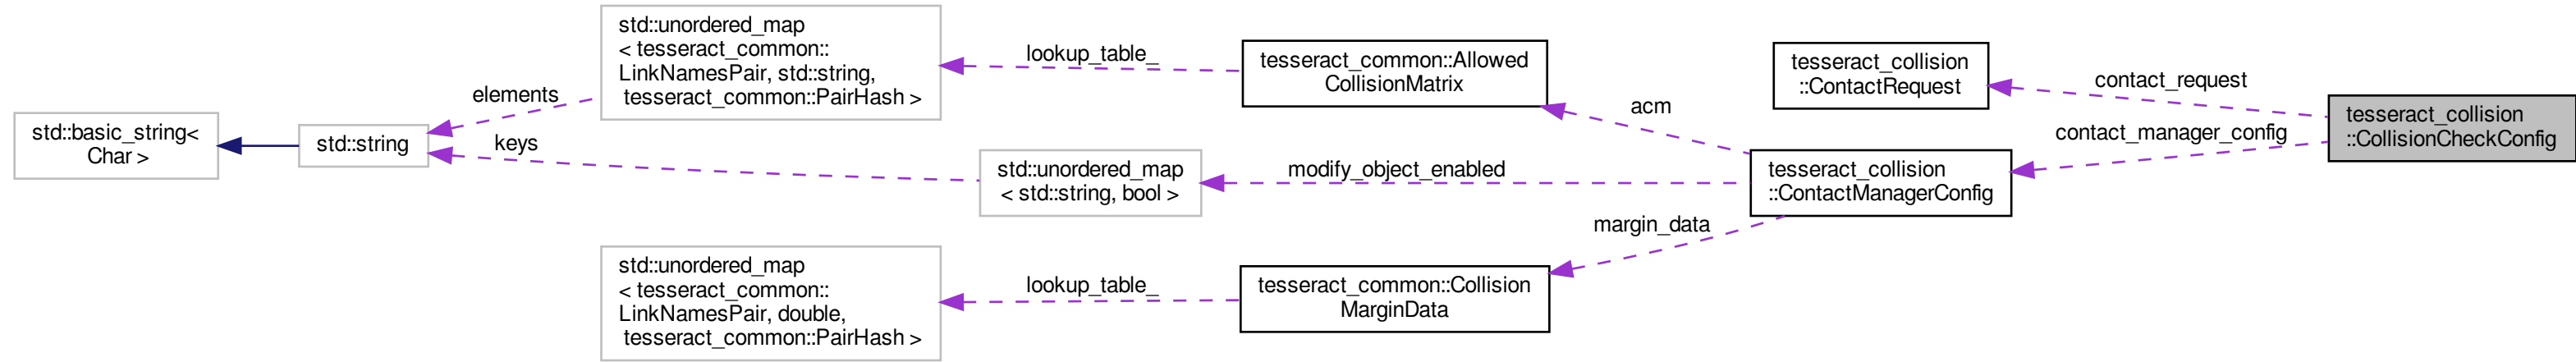 std::basic_string<
Char >
std::string
elements
keys
std::unordered_map
< tesseract_common::
LinkNamesPair, std::string,
tesseract_common::PairHash >
std::unordered_map
< std::string, bool >
std::unordered_map
< tesseract_common::
LinkNamesPair, double,
tesseract_common::PairHash >
lookup_table_
modify_object_enabled
lookup_table_
tesseract_common::Allowed
CollisionMatrix
tesseract_common::Collision
MarginData
acm
margin_data
tesseract_collision
::ContactRequest
tesseract_collision
::ContactManagerConfig
contact_request
contact_manager_config
tesseract_collision
::CollisionCheckConfig